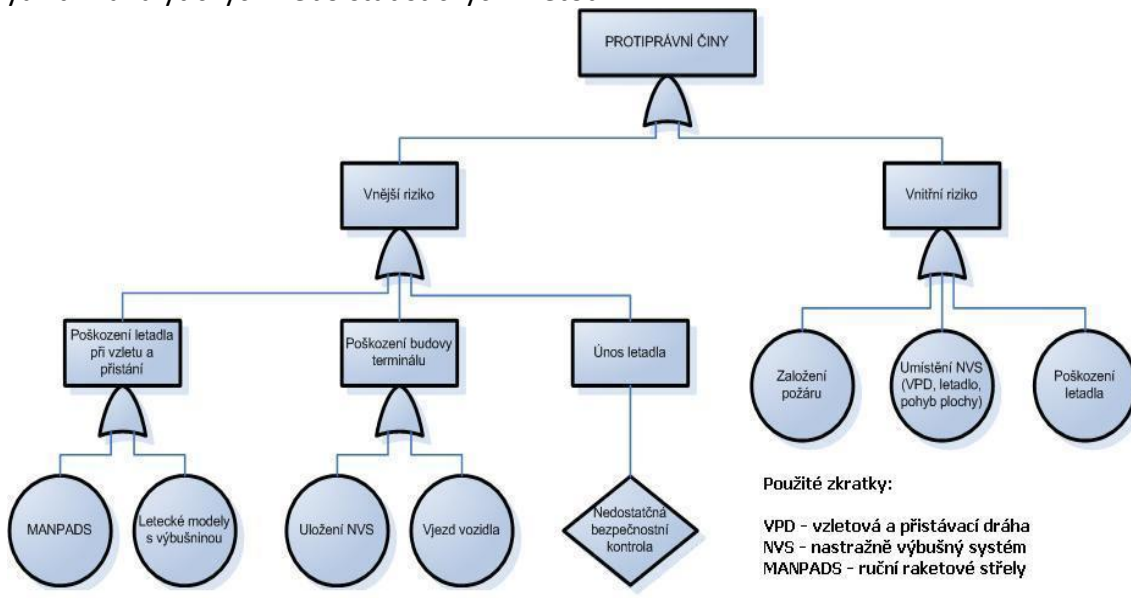 PROTIPRÁVNÍ ČINY
Vnější riziko
Vnitřní riziko
Poškození letadla
při vzletu a
přistání
Poškození budovy
terminálu
Únos letadla
Založení
požáru
Umístění NVS
(VPD, letadlo,
pohyb plochy)
Poškození
letadla
MANPADS
Letecké modely
s výbušninou
Uložení NVS
Vjezd vozidla
Nedostatčná
bezpečnostní
kontrola
Použité zkratky:
VPD - vzletová a přistávací dráha
NVS - nastražně výbušný systém
MANPADS - ruční raketové střely